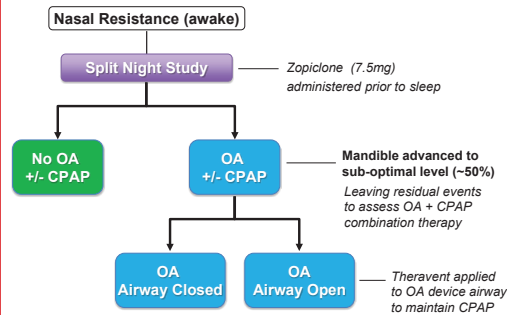 Nasal Resistance (awake)
Split Night Study
Zopiclone (7.5mg)
administered prior to sleep
No OA
+/- CPAP
OA
+/- CPAP
Mandible advanced to
sub-optimal level (~50%)
Leaving residual events
to assess OA + CPAP
combination therapy
OA
Airway Closed
OA
Airway Open
Theravent applied
to OA device airway
to maintain CPAP